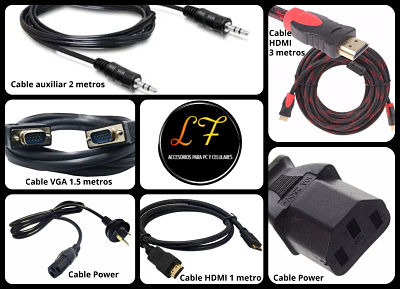 Cable auxiliar 2 metros
Cable
HDMI
3 metros
Cable VGA 1.5 metros
LF
ACCESORIOS PARA PC Y CELULARES
Cable Power
Cable HDMI 1 metro
Cable Power